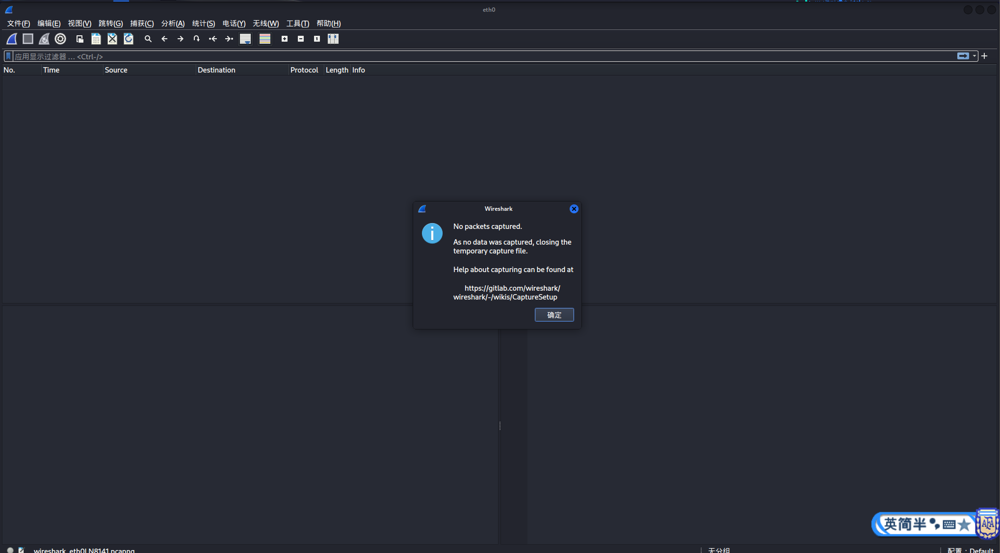 eth0
文件(F) 编辑(E) 视图(V) 跳转(G) 捕获(C) 分析(A) 统计(S) 电话(Y) 无线(W) 工具(T) 帮助(H)
应用显示过滤器 … <Ctrl-/>
No. Time Source Destination Protocol Length Info
Wireshark
No packets captured.
As no data was captured, closing the
temporary capture file.
Help about capturing can be found at
https://gitlab.com/wireshark/
wireshark/-/wikis/CaptureSetup
确定
英简半
AFA
wireshark_eth0LN8141.pcapng 无分组 配置：Default